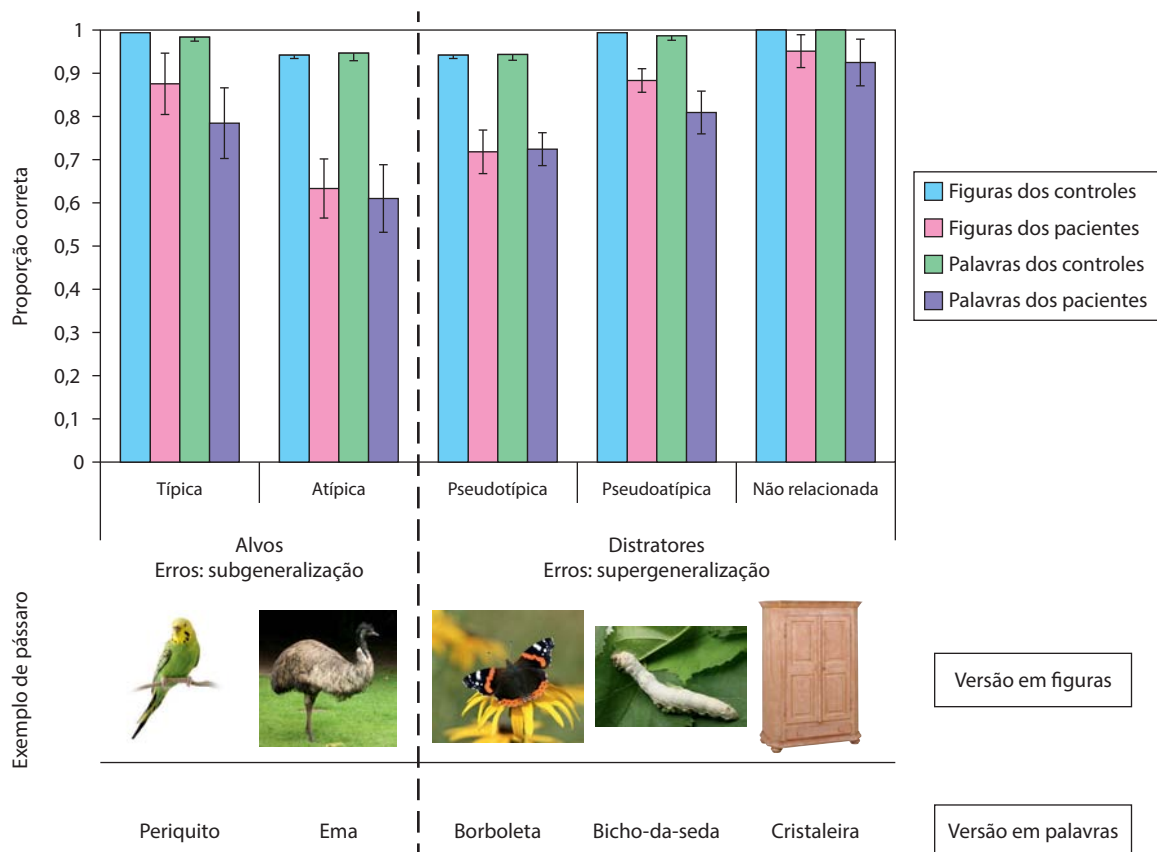 Proporção correta
1
0,9
0,8
0,7
0,6
0,5
0,4
0,3
0,2
0,1
0
Típica
Atípica
Pseudotípica
Pseudoatípica
Não relacionada
Alvos
Erros: subgeneralização
Distratores
Erros: supergeneralização
Figuras dos controles
Figuras dos pacientes
Palavras dos controles
Palavras dos pacientes
Exemplo de pássaro
Versão em figuras
Periquito
Ema
Borboleta
Bicho-da-seda
Cristaleira
Versão em palavras